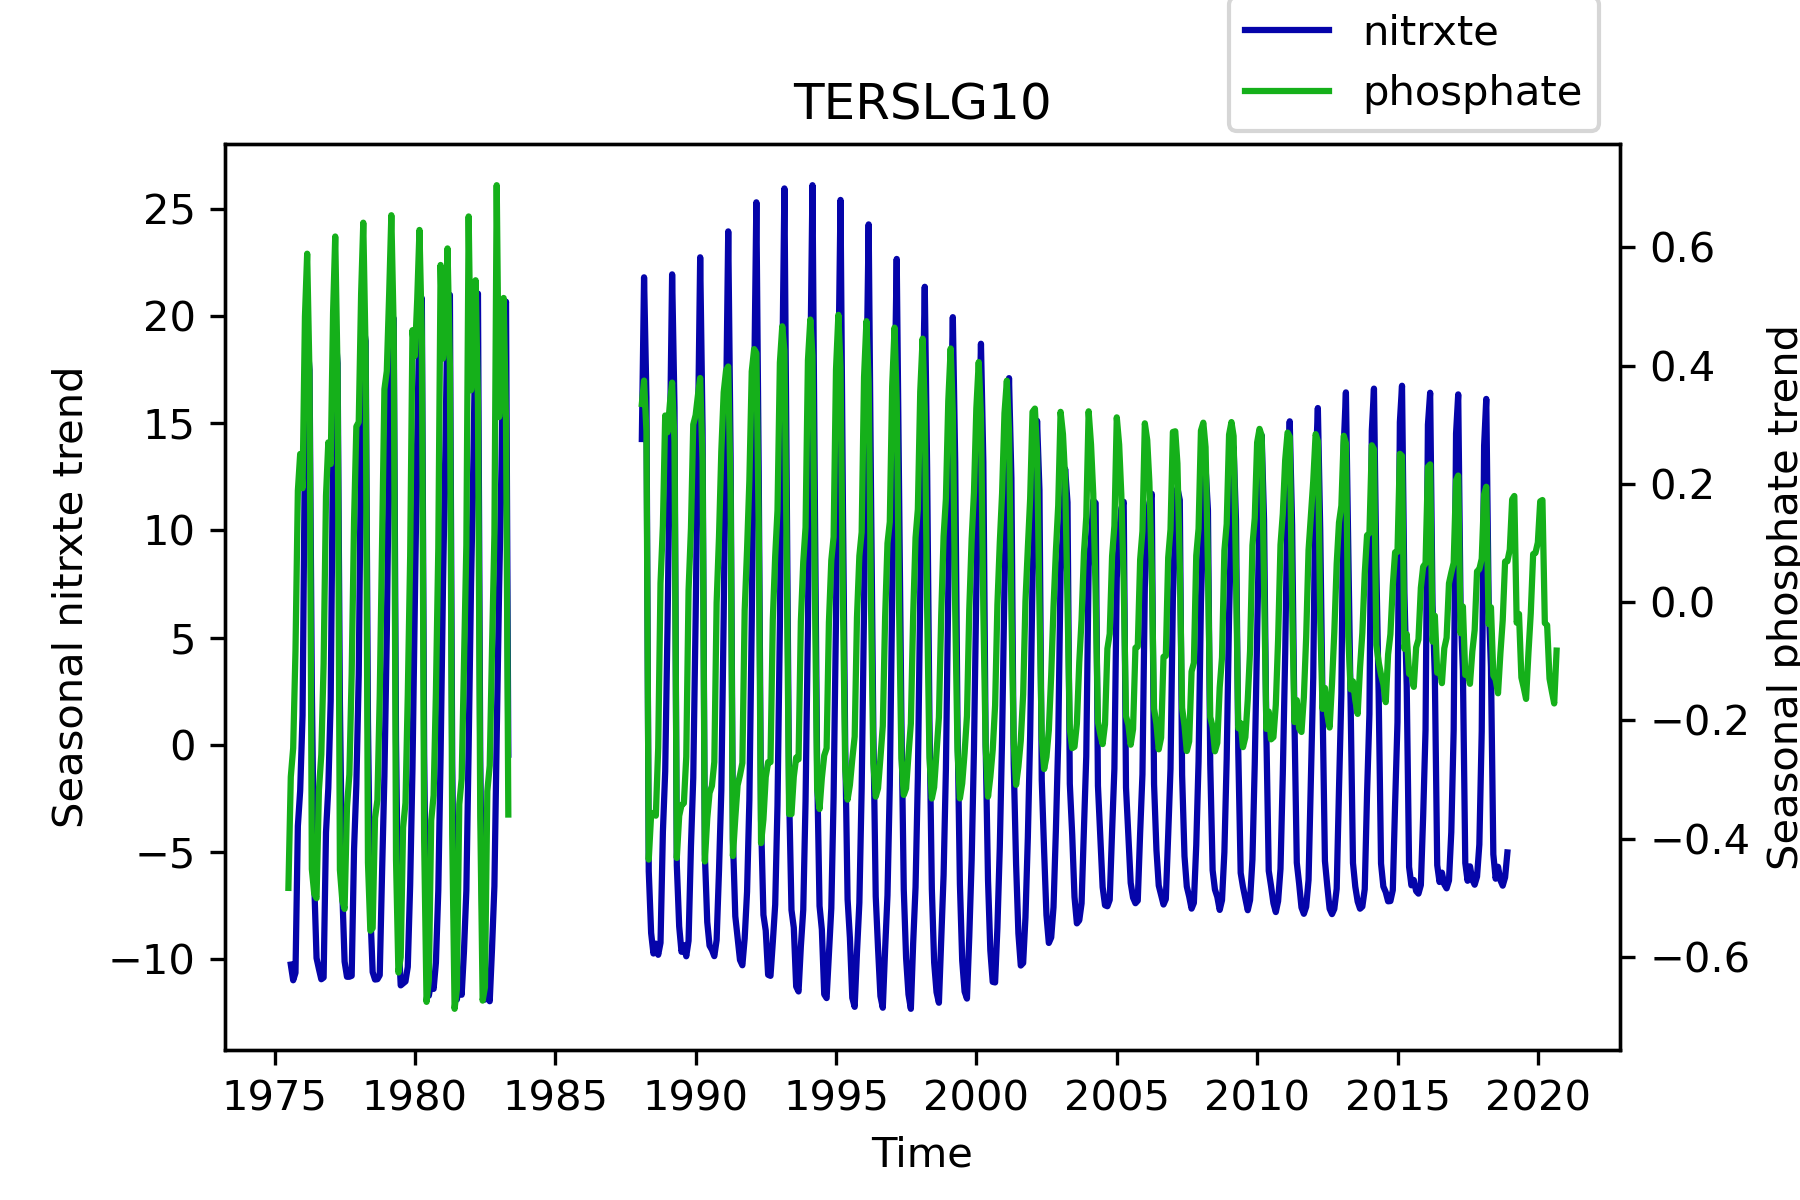 nitrxte
phosphate
TERSLG10
Seasonal nitrxte trend
25
20
15
10
5
0
−5
−10
0.6
0.4
0.2
0.0
−0.2
−0.4
−0.6
Seasonal phosphate trend
1975 1980 1985 1990 1995 2000 2005 2010 2015 2020
Time